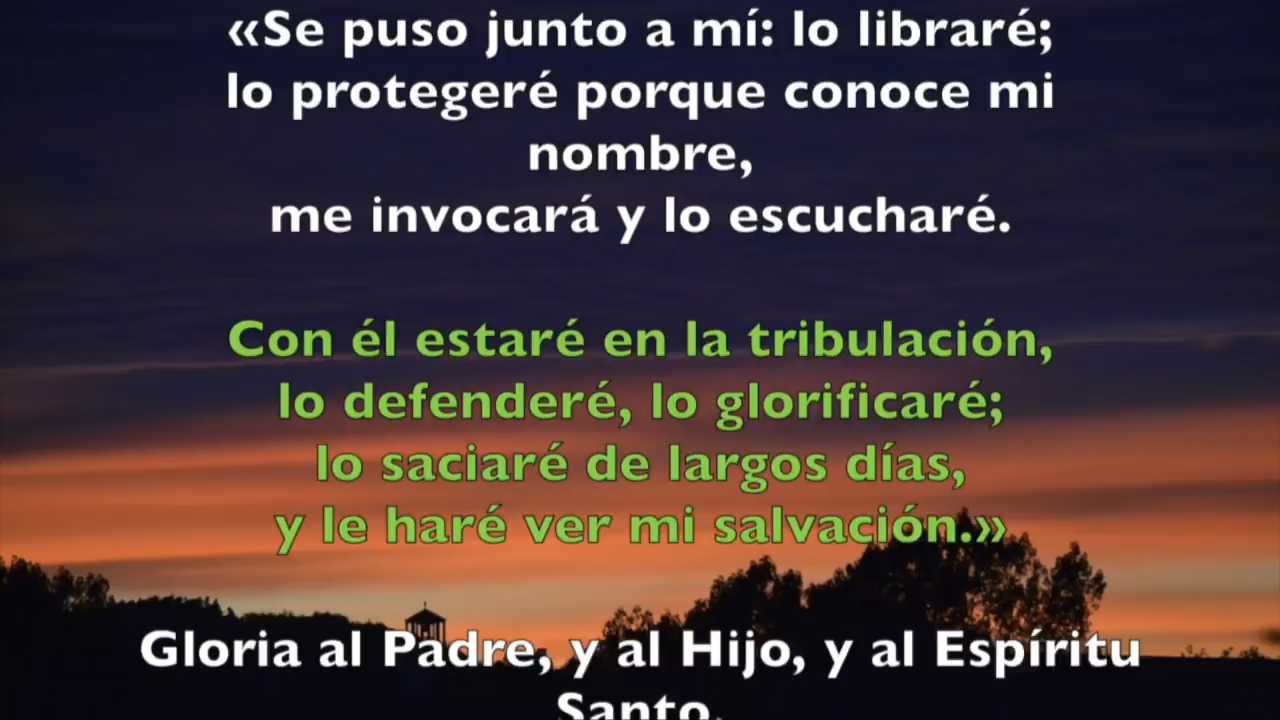 «Se puso junto a mí: lo libraré;
lo protegeré porque conoce mi
nombre,
me invocará y lo escucharé.
Con él estaré en la tribulación,
lo defenderé, lo glorificaré;
lo saciaré de largos días,
y le haré ver mi salvación.»
Gloria al Padre, y al Hijo, y al Espíritu
Santo.